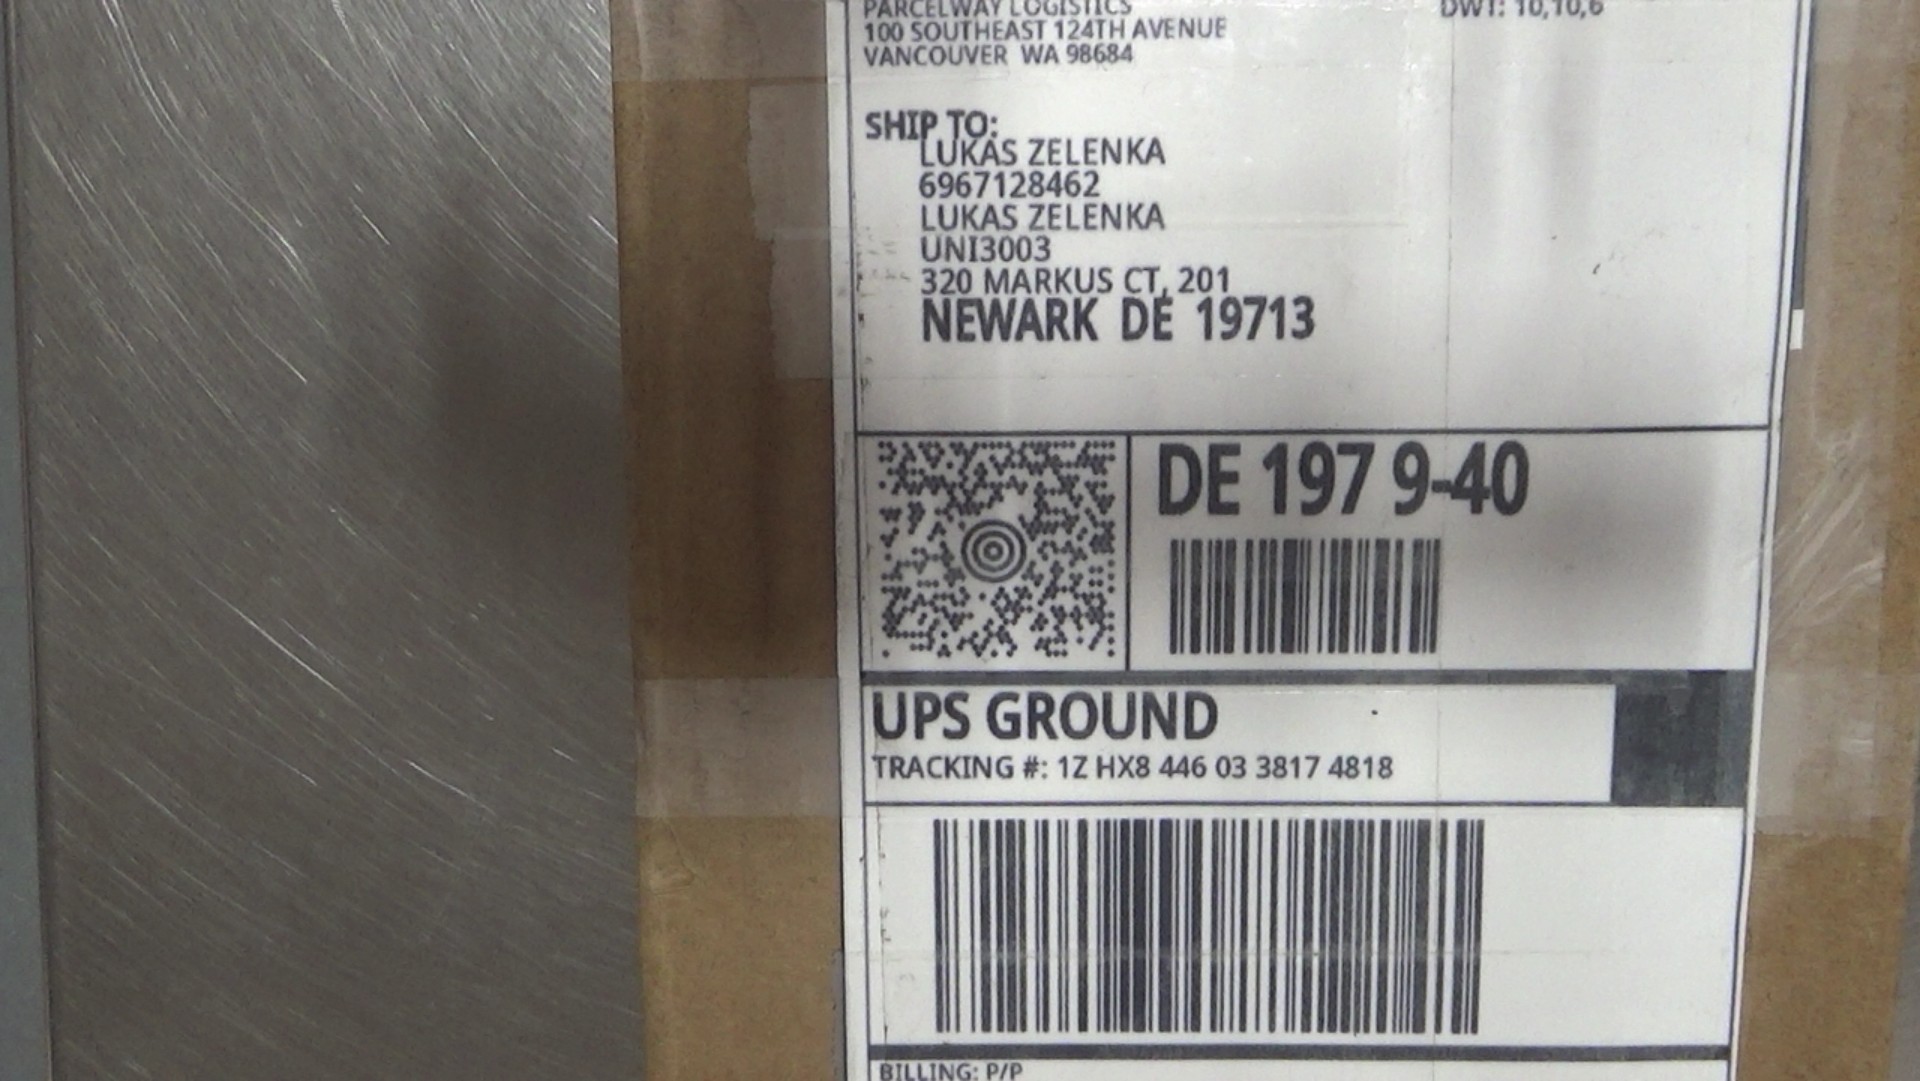 PARCELWAY LOGISTICS
DWT: 10,10,6
100 SOUTHEAST 124TH AVENUE
VANCOUVER WA 98684
SHIP TO:
LUKAS ZELENKA
6967128462
LUKAS ZELENKA
UNI3003
320 MARKUS CT, 201
NEWARK DE 19713
DE 197 9-40
UPS GROUND
TRACKING #: 1Z HX8 446 03 3817 4818
BILLING: P/P